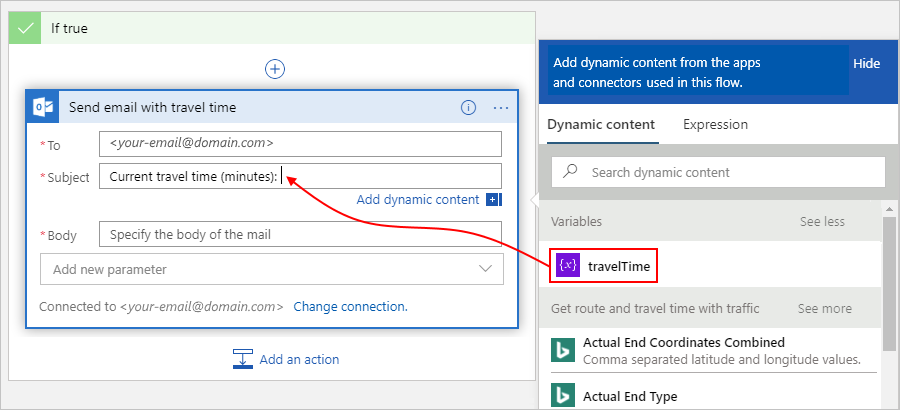 If true
Send email with travel time
* To
<your-email@domain.com>
* Subject
Current travel time (minutes):
Add dynamic content
* Body
Specify the body of the mail
Add new parameter
Connected to <your-email@domain.com> Change connection.
Add an action
Add dynamic content from the apps
and connectors used in this flow.
Hide
Dynamic content
Expression
Search dynamic content
Variables
See less
{x}
travelTime
Get route and travel time with traffic
See more
Actual End Coordinates Combined
Comma separated latitude and longitude values.
Actual End Type